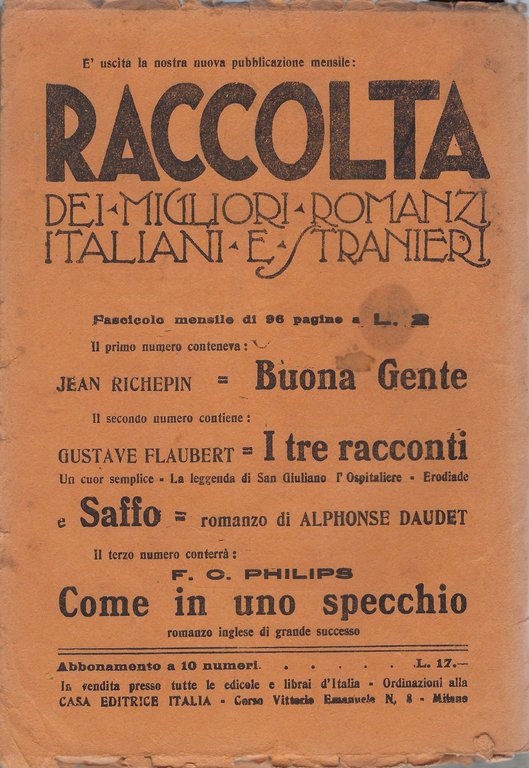 E' uscita la nostra nuova pubblicazione mensile:
RACCOLTA
DEI MIGLIORI ROMANZI
ITALIANI E STRANIERI
Fascicolo mensile di 96 pagine a L. 2
Il primo numero conteneva:
JEAN RICHEPIN = Buona Gente
Il secondo numero contiene:
GUSTAVE FLAUBERT = I tre racconti
Un cuor semplice - La leggenda di San Giuliano l'Ospitaliere - Erodiade
e Saffo = romanzo di ALPHONSE DAUDET
Il terzo numero conterrà:
F. C. PHILIPS
Come in uno specchio
romanzo inglese di grande successo
Abbonamento a 10 numeri. . . . . . L. 17.—
In vendita presso tutte le edicole e librai d'Italia - Ordinazioni alla
CASA EDITRICE ITALIA - Corso Vittorio Emanuele N. 8 - Milano